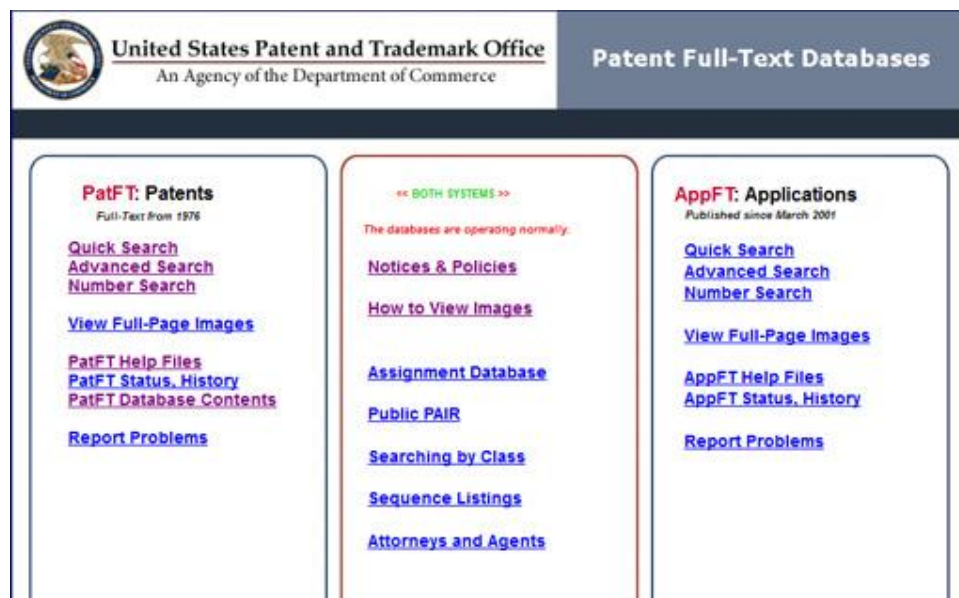 United States Patent and Trademark Office
An Agency of the Department of Commerce
Patent Full-Text Databases
PatFT: Patents
Full-Text from 1976
Quick Search
Advanced Search
Number Search
View Full-Page Images
PatFT Help Files
PatFT Status, History
PatFT Database Contents
Report Problems
<< BOTH SYSTEMS >>
The databases are operating normally.
Notices & Policies
How to View Images
Assignment Database
Public PAIR
Searching by Class
Sequence Listings
Attorneys and Agents
AppFT: Applications
Published since March 2001
Quick Search
Advanced Search
Number Search
View Full-Page Images
AppFT Help Files
AppFT Status, History
Report Problems